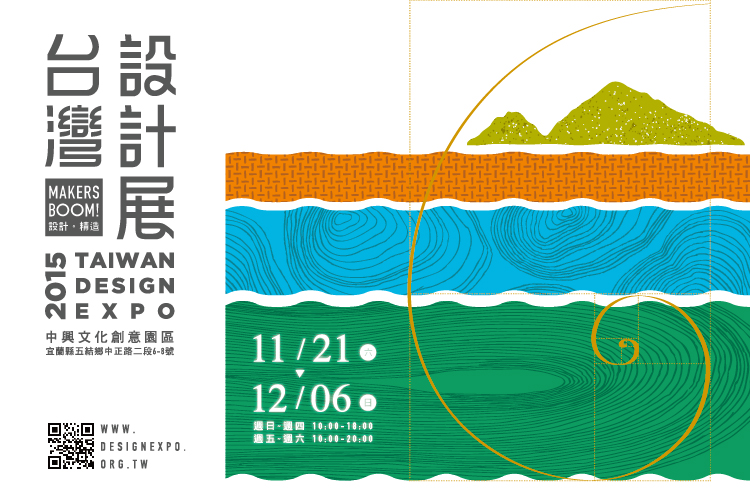 台灣
設計展
MAKERS
BOOM!
設計・精造
2015
TAIWAN
DESIGN
EXPO
中興文化創意園區
宜蘭縣五結鄉中正路二段6-8號
11/21 六
12/06 日
週日-週四 10:00-18:00
週五-週六 10:00-20:00
WWW.
DESIGNEXPO.
ORG.TW